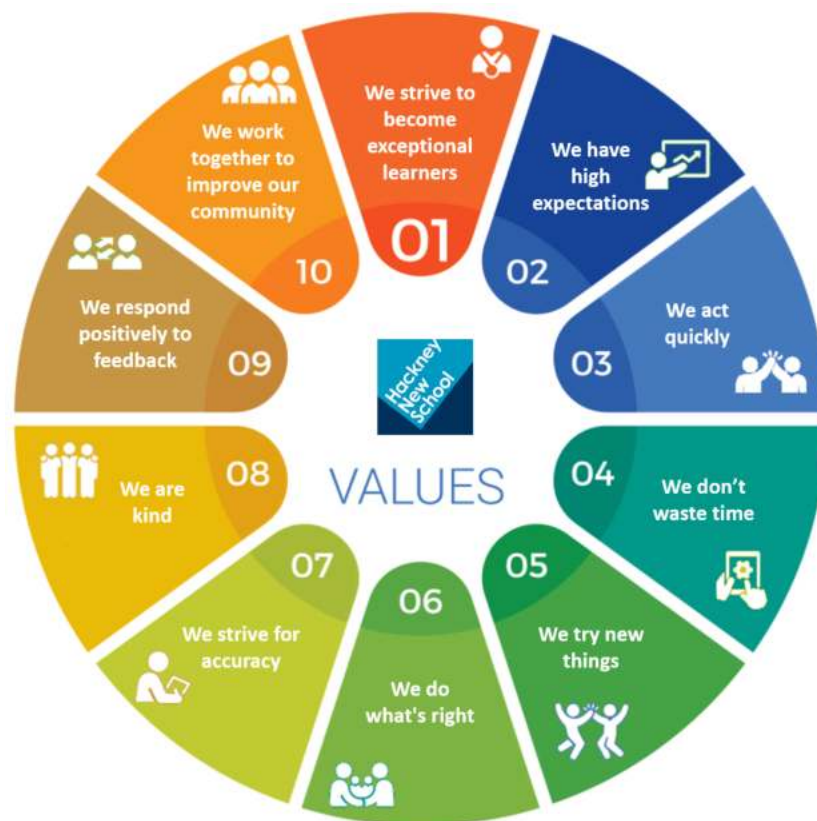 We strive to
become
exceptional
learners
01
We have
high
expectations
02
We act
quickly
03
We don’t
waste time
04
We try new
things
05
We do
what's right
06
We strive for
accuracy
07
We are
kind
08
We respond
positively to
feedback
09
We work
together to
improve our
community
10
Hackney
New
School
VALUES